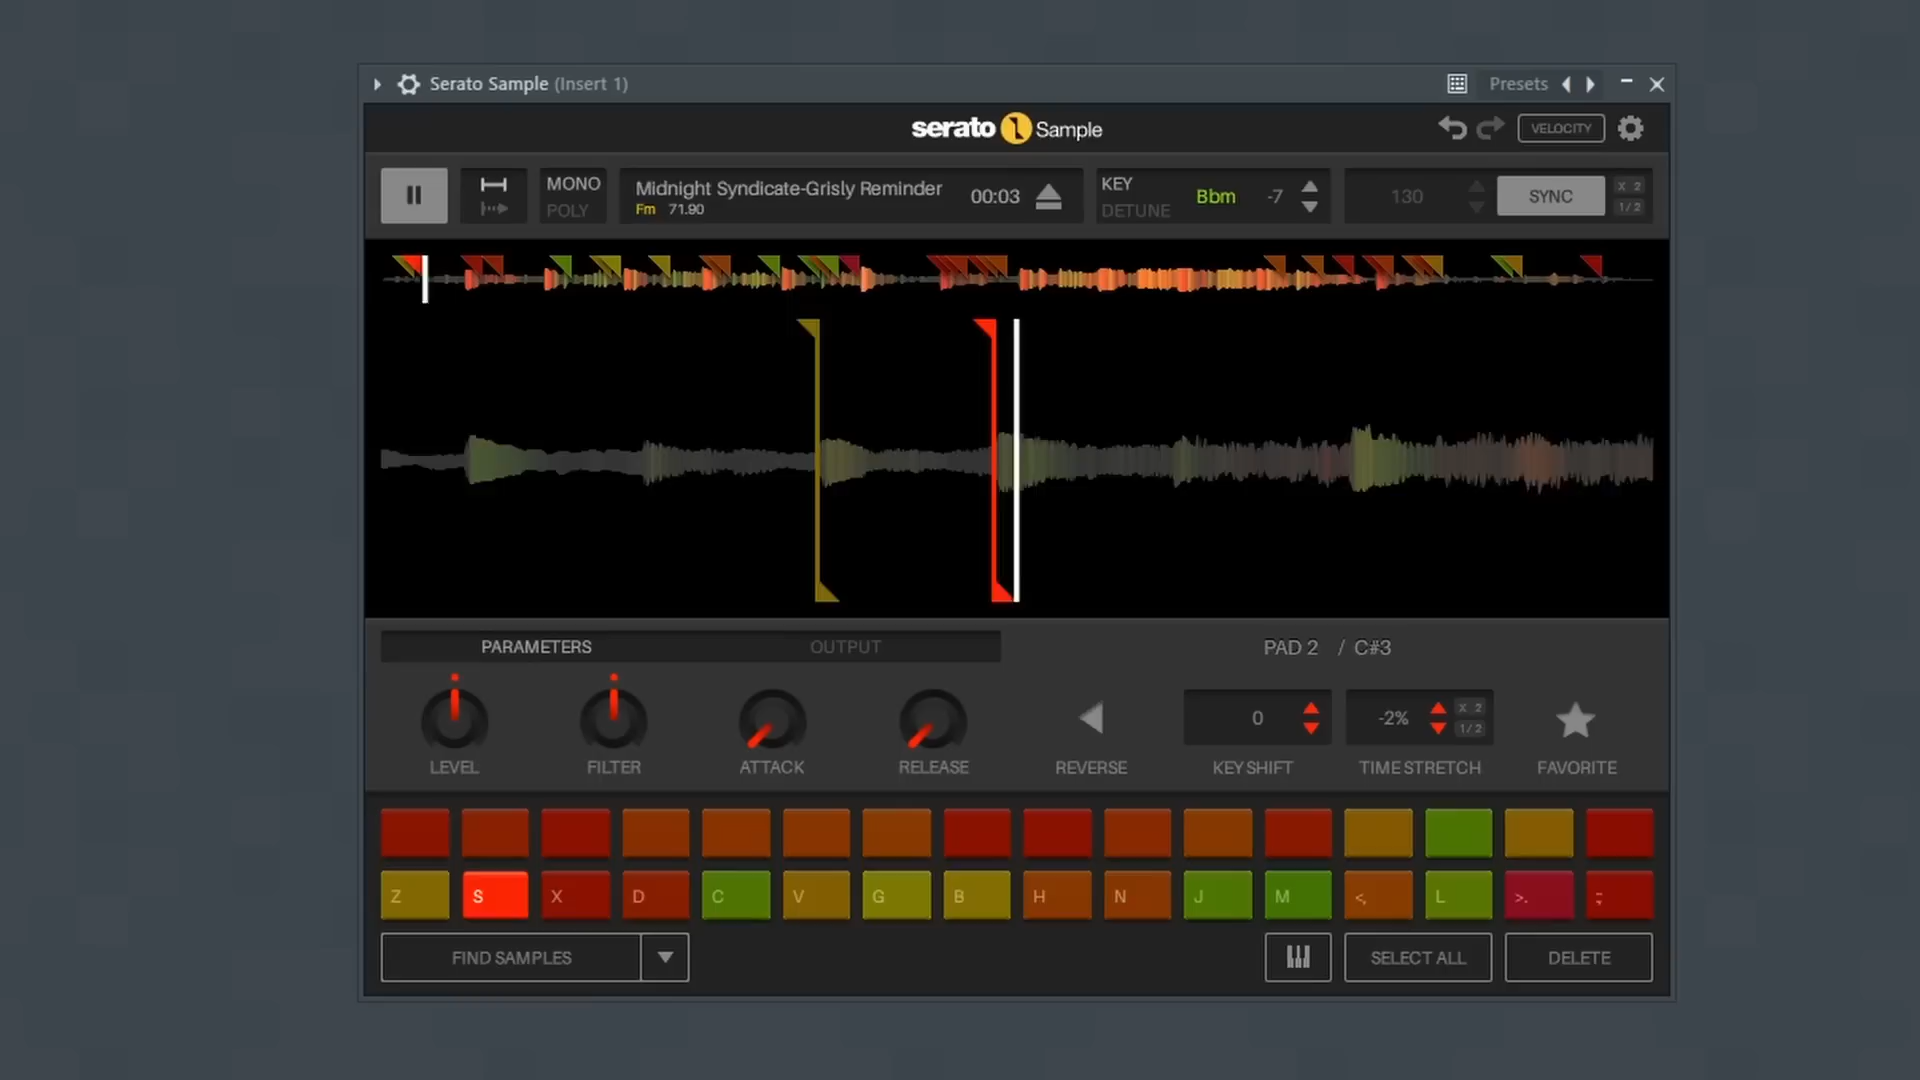 Serato Sample (Insert 1)
Presets
serato Sample
VELOCITY
MONO
POLY
Midnight Syndicate-Grisly Reminder
Fm 71.90
00:03
KEY
DETUNE
Bbm
-7
130
SYNC
X 2
1/2
PARAMETERS
OUTPUT
PAD 2 / C#3
0
-2%
X 2
1/2
LEVEL
FILTER
ATTACK
RELEASE
REVERSE
KEY SHIFT
TIME STRETCH
FAVORITE
Z S X D C V G B H N J M <, L >. :;
FIND SAMPLES
SELECT ALL
DELETE